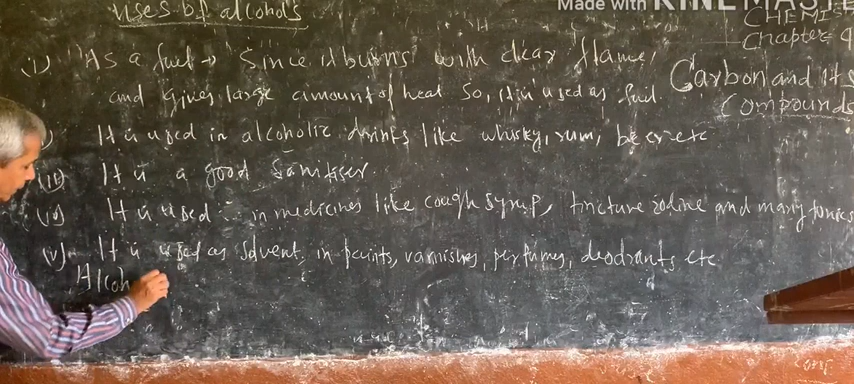 Made with KINEMASTER
uses of alcohols
CHEMIS
Chapter- 4
Carbon and its
Compounds
(i) As a fuel → Since it burns with clear flame,
and gives large amount of heat so, it is used as fuel.
) It is used in alcoholic drinks like whisky, rum, beer etc
(iii) It is a good Sanitiser.
(iv) It is used in medicines like cough syrup, tincture iodine and many tonics
(v) It is used as solvent in paints, varnishes, perfumes, deodrants etc
Alcoh